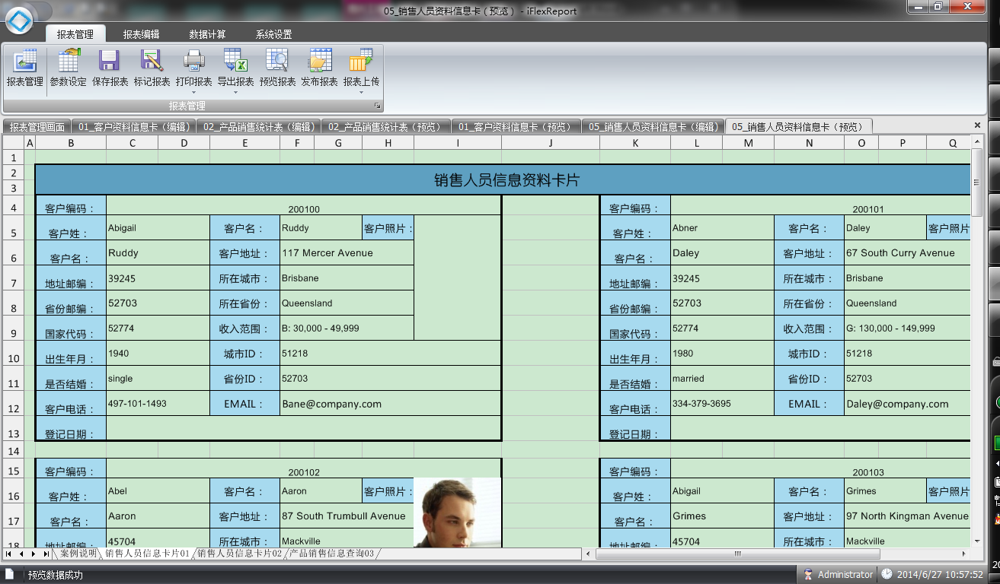 05_销售人员资料信息卡（预览） - iFlexReport
报表管理 报表编辑 数据计算 系统设置
报表管理 参数设定 保存报表 标记报表 打印报表 导出报表 预览报表 发布报表 报表上传
报表管理
报表管理画面 01_客户资料信息卡（编辑） 02_产品销售统计表（编辑） 02_产品销售统计表（预览） 01_客户资料信息卡（预览） 05_销售人员资料信息卡（编辑） 05_销售人员资料信息卡（预览）
A B C D E F G H I J K L M N O P Q
1
2
销售人员信息资料卡片
3
4 客户编码： 200100 客户编码： 200101
5 客户姓： Abigail 客户名： Ruddy 客户照片： 客户姓： Abner 客户名： Daley 客户照片
6 客户名： Ruddy 客户地址： 117 Mercer Avenue 客户名： Daley 客户地址： 67 South Curry Avenue
7 地址邮编： 39245 所在城市： Brisbane 地址邮编： 39245 所在城市： Brisbane
8 省份邮编： 52703 所在省份： Queensland 省份邮编： 52703 所在省份： Queensland
9 国家代码： 52774 收入范围： B: 30,000 - 49,999 国家代码： 52774 收入范围： G: 130,000 - 149,999
10 出生年月： 1940 城市ID： 51218 出生年月： 1980 城市ID： 51218
11 是否结婚： single 省份ID： 52703 是否结婚： married 省份ID： 52703
12 客户电话： 497-101-1493 EMAIL： Bane@company.com 客户电话： 334-379-3695 EMAIL： Daley@company.com
13 登记日期： 登记日期：
14
15 客户编码： 200102 客户编码： 200103
16 客户姓： Abel 客户名： Aaron 客户照片： 客户姓： Abigail 客户名： Grimes 客户照片
17 客户名： Aaron 客户地址： 87 South Trumbull Avenue 客户名： Grimes 客户地址： 97 North Kingman Avenue
18 地址邮编： 45704 所在城市： Mackville 地址邮编： 45704 所在城市： Mackville
案例说明 销售人员信息卡片01 销售人员信息卡片02 产品销售信息查询03
预览数据成功 Administrator 2014/6/27 10:57:52